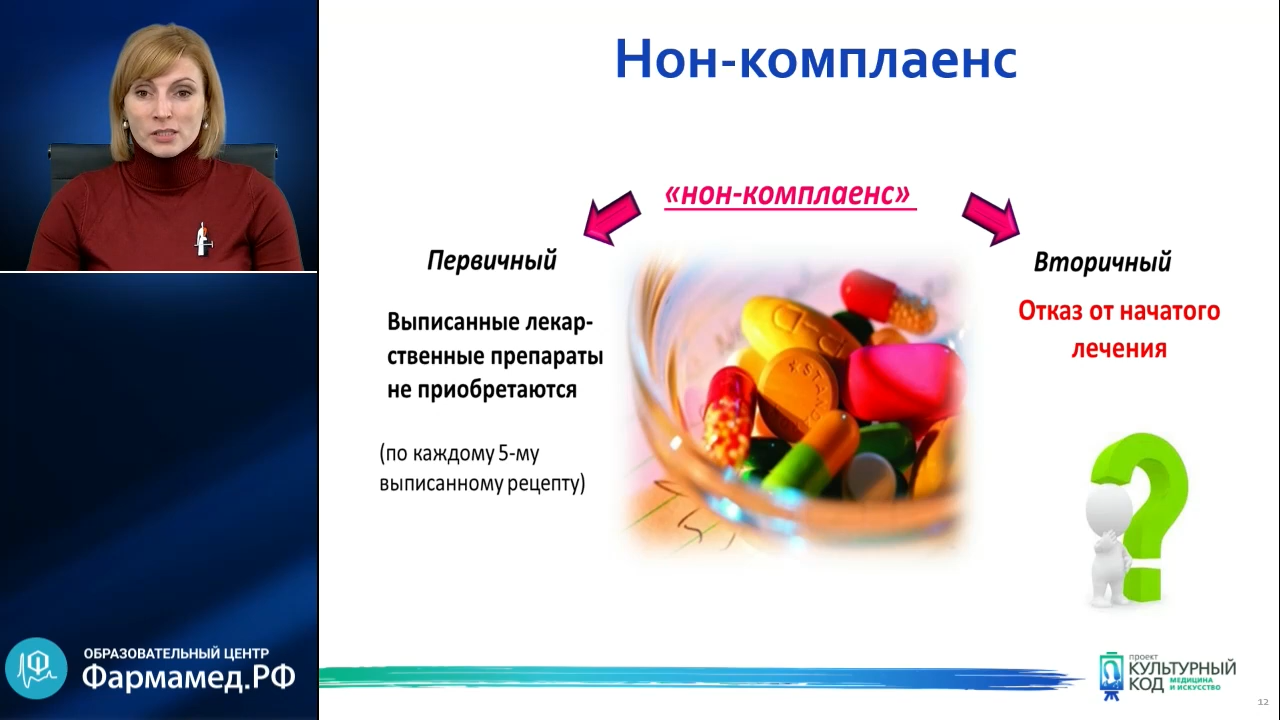 Нон-комплаенс
«нон-комплаенс»
Первичный
Выписанные лекар-
ственные препараты
не приобретаются
(по каждому 5-му
выписанному рецепту)
Вторичный
Отказ от начатого
лечения
STAND
ОБРАЗОВАТЕЛЬНЫЙ ЦЕНТР
Фармамед.РФ
проект
КУЛЬТУРНЫЙ
КОД
МЕДИЦИНА
И ИСКУССТВО
12